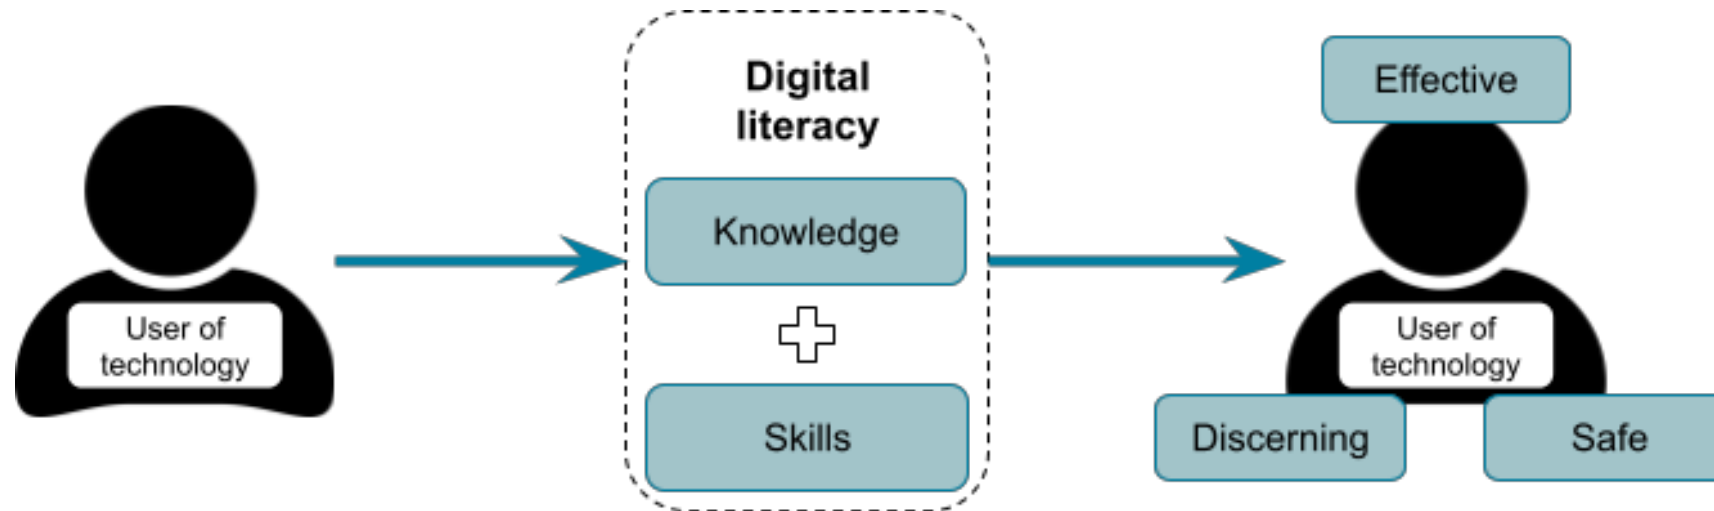 User of
technology
Digital
literacy
Knowledge
Skills
Effective
User of
technology
Discerning
Safe